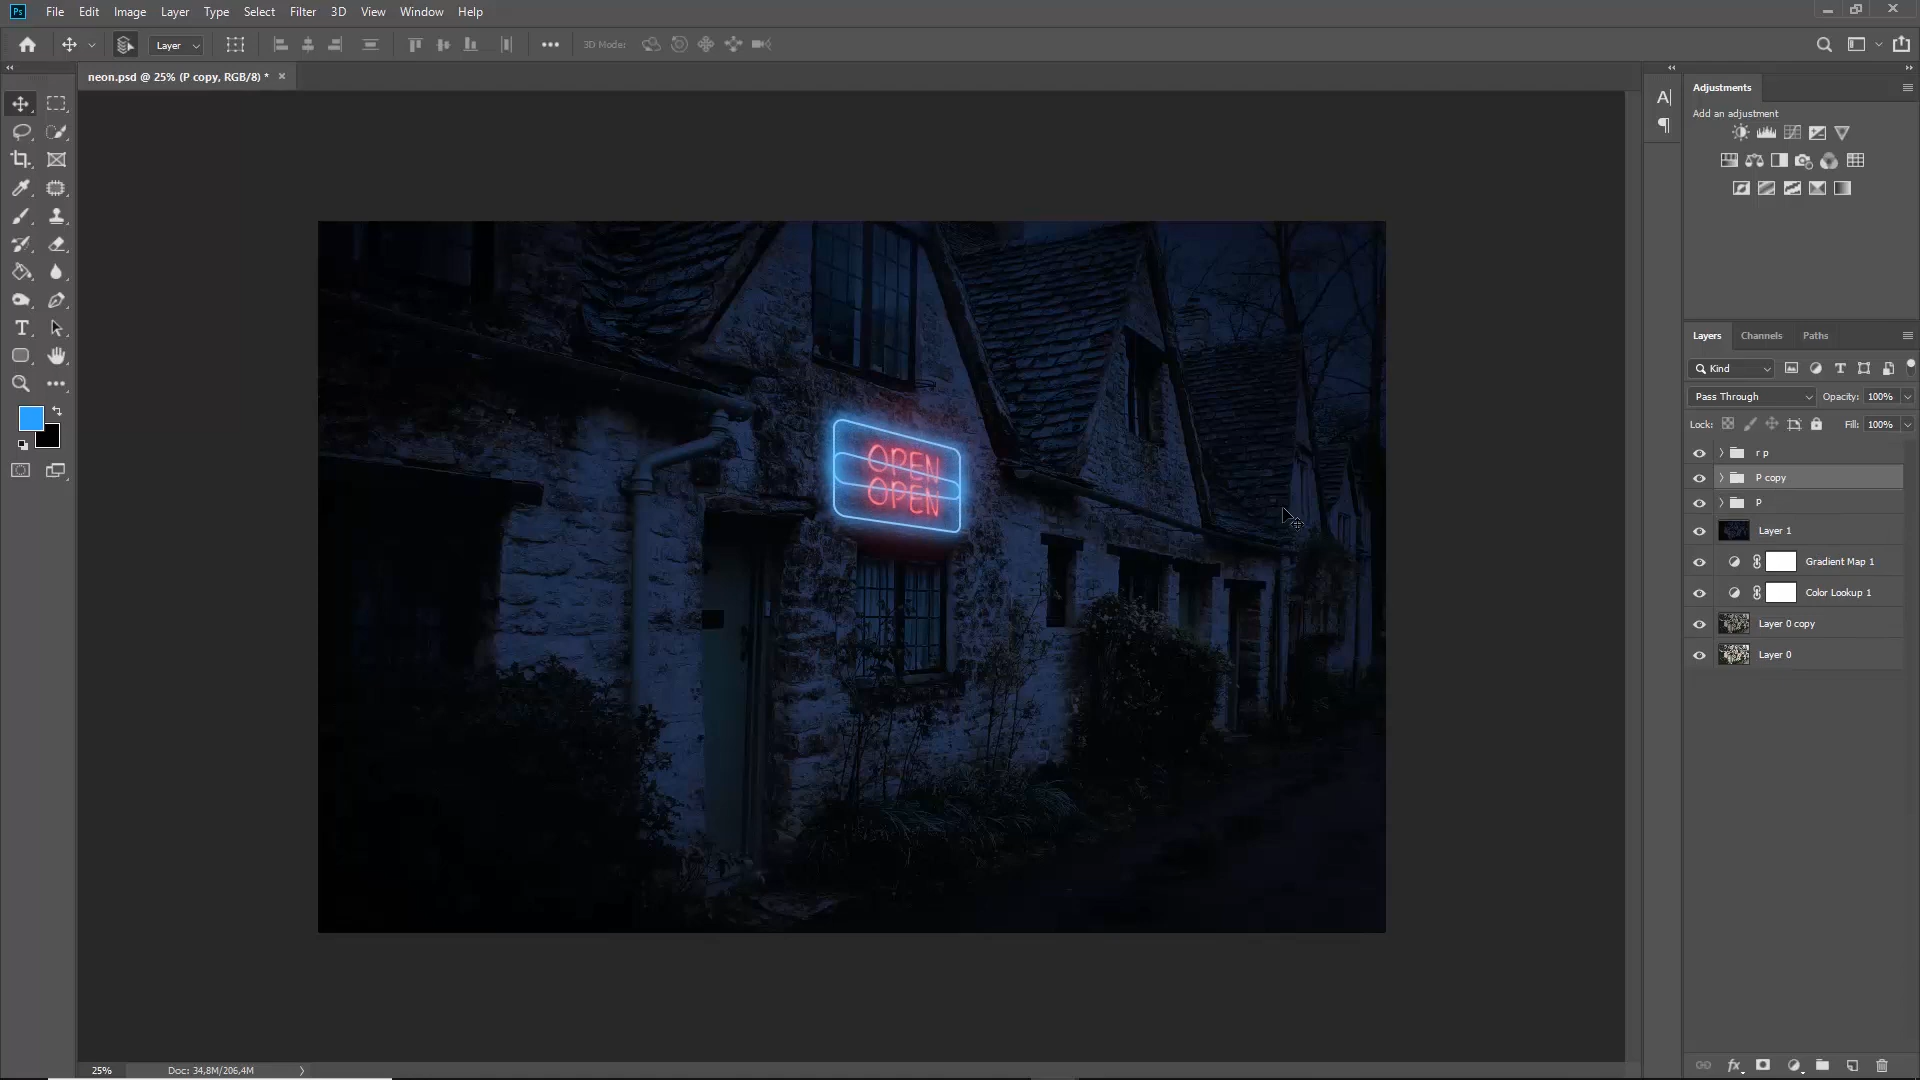 Ps File Edit Image Layer Type Select Filter 3D View Window Help
Layer 3D Mode:
neon.psd @ 25% (P copy, RGB/8) * ×
Adjustments
Add an adjustment
Layers Channels Paths
Kind
Pass Through Opacity: 100%
Lock: Fill: 100%
r p
P copy
P
Layer 1
Gradient Map 1
Color Lookup 1
Layer 0 copy
Layer 0
OPEN
OPEN
25% Doc: 34,8M/206,4M